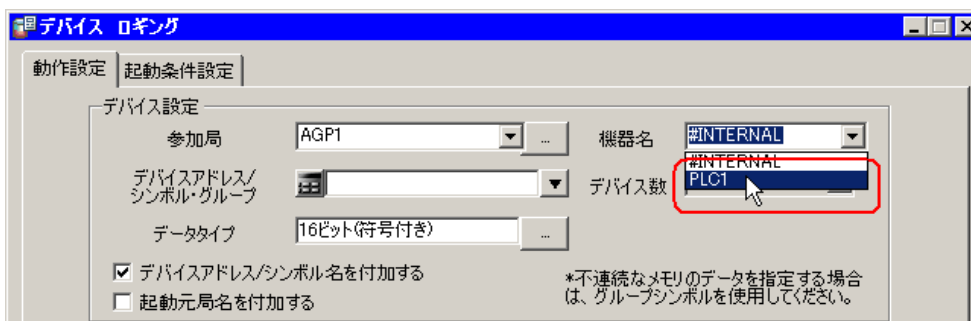 デバイス ロギング
動作設定 起動条件設定
デバイス設定
参加局 AGP1 ... 機器名 #INTERNAL
#INTERNAL
デバイスアドレス/
シンボル・グループ デバイス数 PLC1
データタイプ 16ビット(符号付き) ...
デバイスアドレス/シンボル名を付加する
起動元局名を付加する
*不連続なメモリのデータを指定する場合
は、グループシンボルを使用してください。